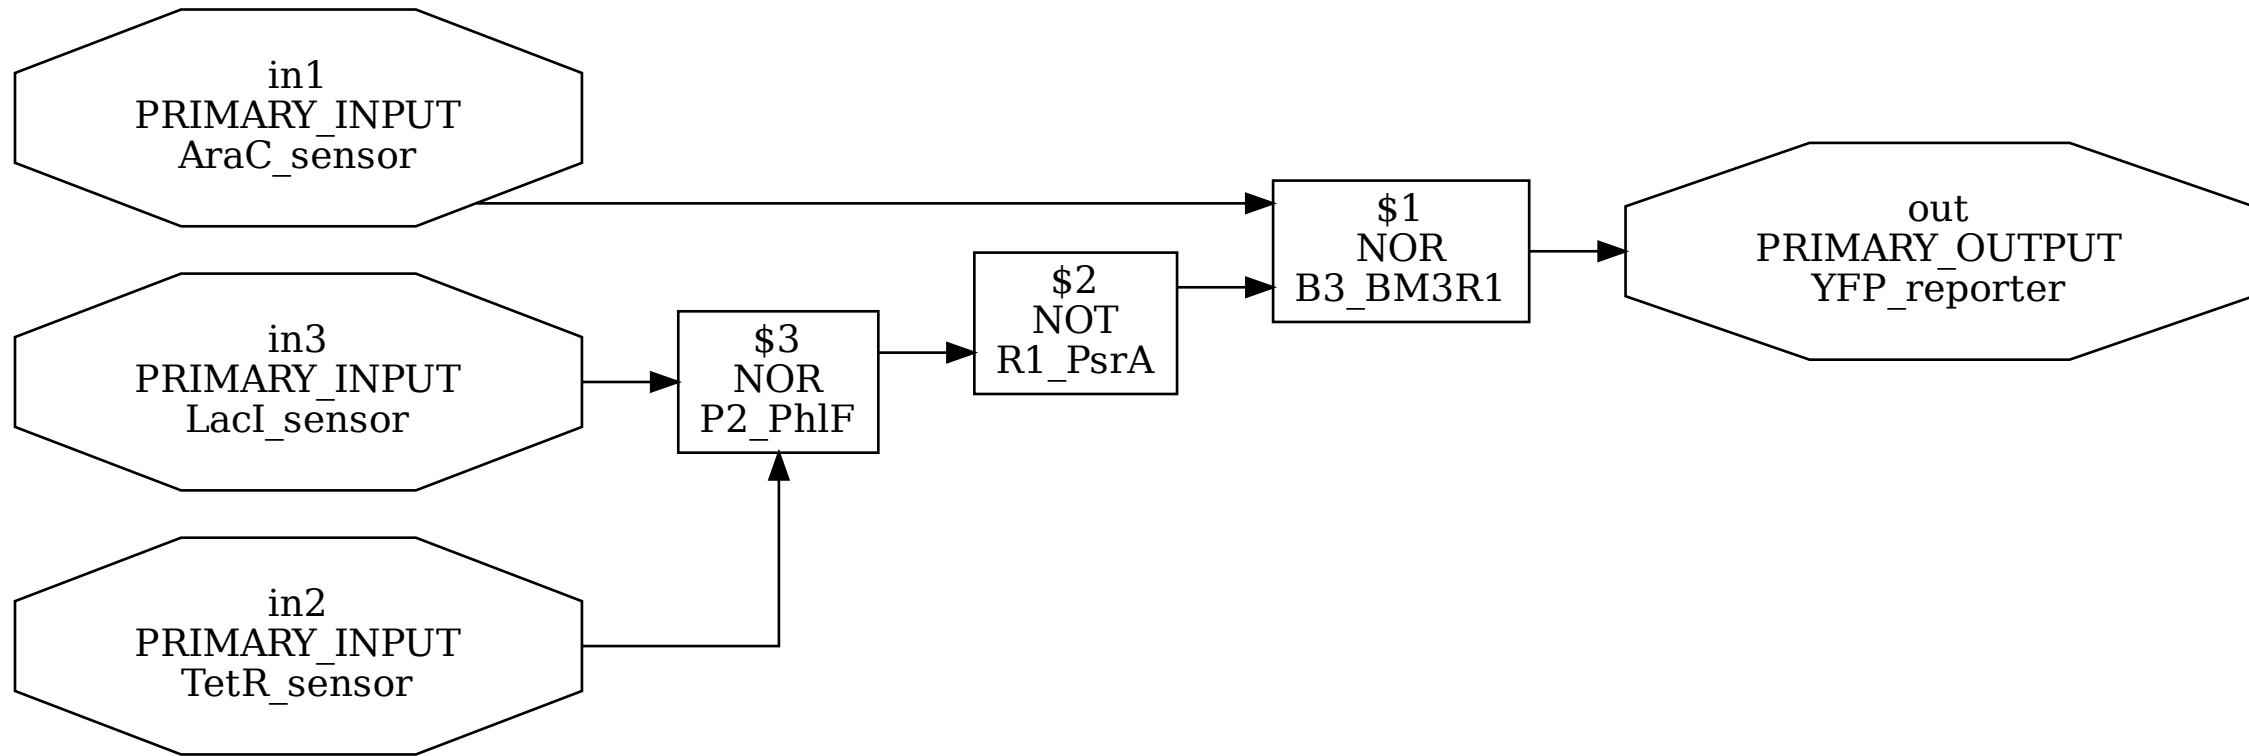 in1
PRIMARY_INPUT
AraC_sensor
in3
PRIMARY_INPUT
LacI_sensor
in2
PRIMARY_INPUT
TetR_sensor
$3
NOR
P2_PhlF
$2
NOT
R1_PsrA
$1
NOR
B3_BM3R1
out
PRIMARY_OUTPUT
YFP_reporter